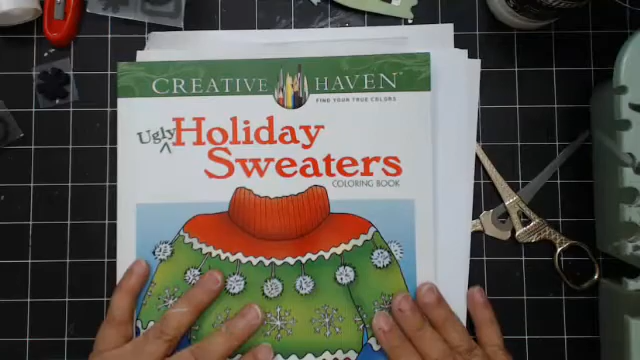 CREATIVE HAVEN
FIND YOUR TRUE COLORS
Ugly
Holiday
Sweaters
COLORING BOOK